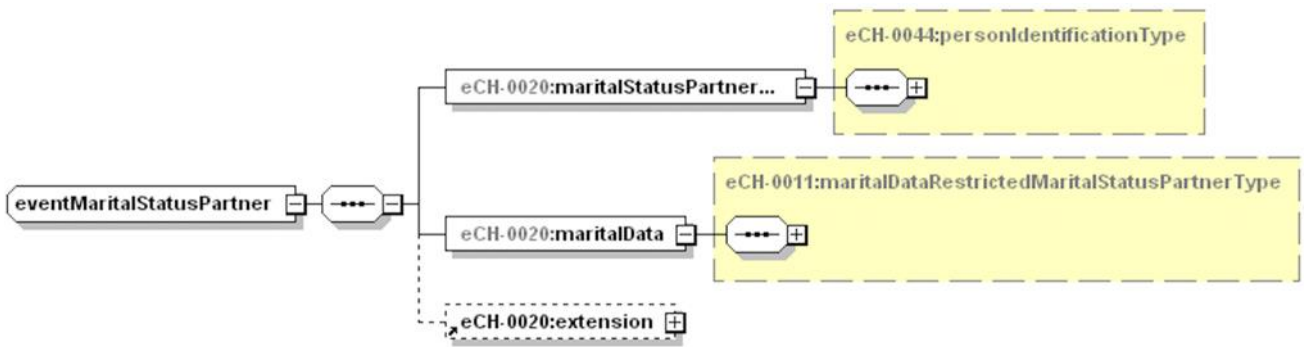 eCH-0044:personIdentificationType
eCH-0020:maritalStatusPartner...
eCH-0011:maritalDataRestrictedMaritalStatusPartnerType
eventMaritalStatusPartner
eCH-0020:maritalData
eCH-0020:extension